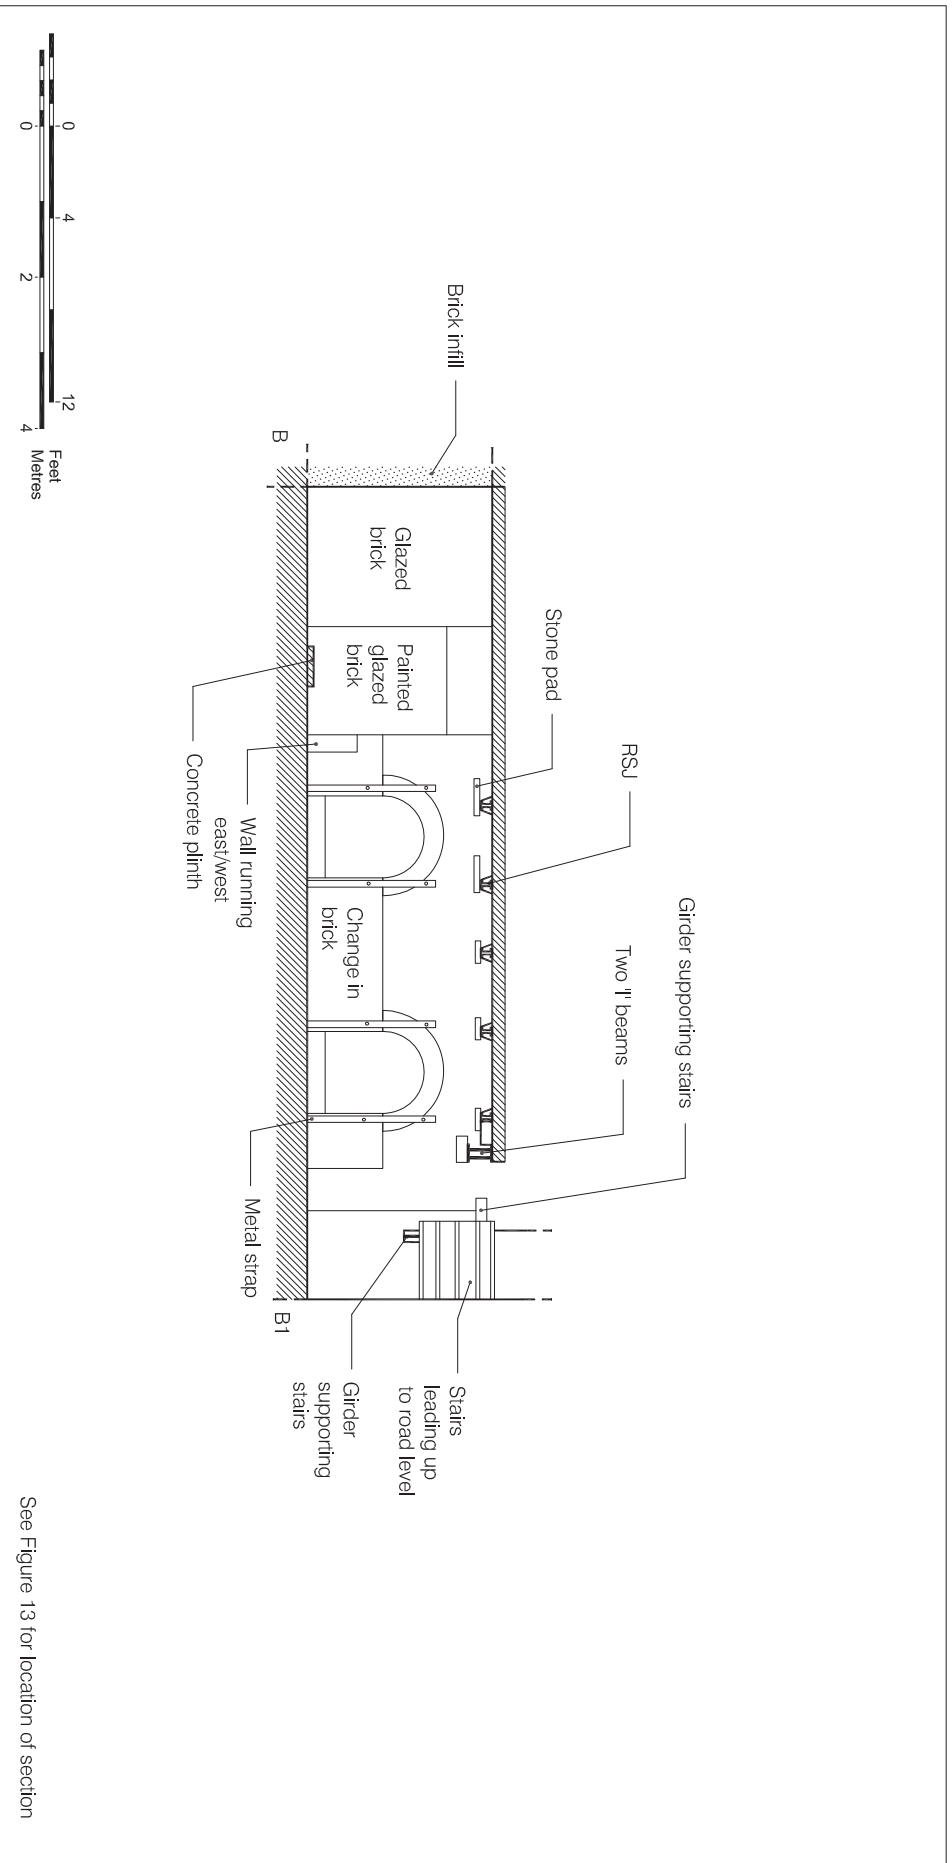 Girder supporting stairs
Two 'I' beams
RSJ
Stone pad
Brick infill
Glazed
brick
Painted
glazed
brick
Change in
brick
Stairs
leading up
to road level
Girder
supporting
stairs
B
B1
Wall running
east/west
Metal strap
Concrete plinth
0
4
12
Feet
0
2
4
Metres
See Figure 13 for location of section